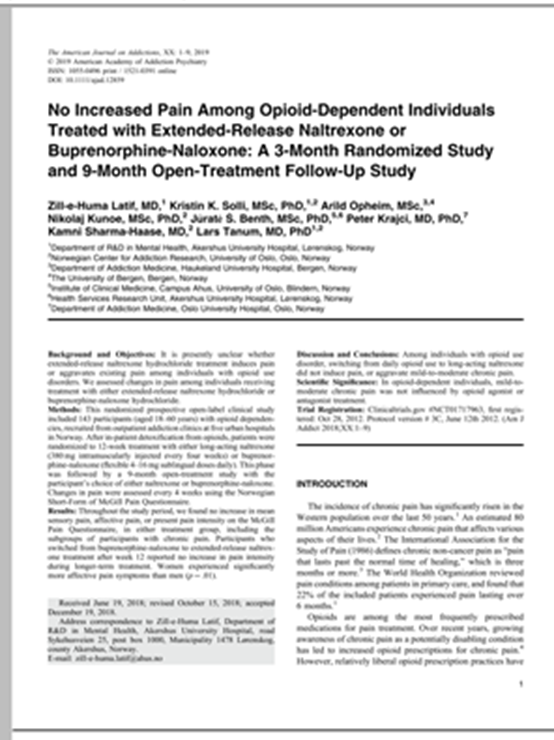 The American Journal on Addictions, XX: 1–9, 2019
© 2019 American Academy of Addiction Psychiatry
ISSN: 1055-0496 print / 1521-0391 online
DOI: 10.1111/ajad.12859
No Increased Pain Among Opioid-Dependent Individuals
Treated with Extended-Release Naltrexone or
Buprenorphine-Naloxone: A 3-Month Randomized Study
and 9-Month Open-Treatment Follow-Up Study
Zill-e-Huma Latif, MD,1 Kristin K. Solli, MSc, PhD,1,2 Arild Opheim, MSc,3,4
Nikolaj Kunoe, MSc, PhD,2 Jūratė Š. Benth, MSc, PhD,5,6 Peter Krajci, MD, PhD,7
Kamni Sharma-Haase, MD,2 Lars Tanum, MD, PhD1,2
1Department of R&D in Mental Health, Akershus University Hospital, Lørenskog, Norway
2Norwegian Center for Addiction Research, University of Oslo, Oslo, Norway
3Department of Addiction Medicine, Haukeland University Hospital, Bergen, Norway
4The University of Bergen, Bergen, Norway
5Institute of Clinical Medicine, Campus Ahus, University of Oslo, Blindern, Norway
6Health Services Research Unit, Akershus University Hospital, Lørenskog, Norway
7Department of Addiction Medicine, Oslo University Hospital, Oslo, Norway
Background and Objectives: It is presently unclear whether
extended-release naltrexone hydrochloride treatment induces pain
or aggravates existing pain among individuals with opioid use
disorders. We assessed changes in pain among individuals receiving
treatment with either extended-release naltrexone hydrochloride or
buprenorphine-naloxone hydrochloride.
Methods: This randomized prospective open-label clinical study
included 143 participants (aged 18–60 years) with opioid dependen-
cies, recruited from outpatient addiction clinics at five urban hospitals
in Norway. After in-patient detoxification from opioids, patients were
randomized to 12-week treatment with either long-acting naltrexone
(380 mg intramuscularly injected every four weeks) or buprenor-
phine-naloxone (flexible 4–16 mg sublingual doses daily). This phase
was followed by a 9-month open-treatment study with the
participant's choice of either naltrexone or buprenorphine-naloxone.
Changes in pain were assessed every 4 weeks using the Norwegian
Short-Form of McGill Pain Questionnaire.
Results: Throughout the study period, we found no increase in mean
sensory pain, affective pain, or present pain intensity on the McGill
Pain Questionnaire, in either treatment group, including the
subgroups of participants with chronic pain. Participants who
switched from buprenorphine-naloxone to extended-release naltrex-
one treatment after week 12 reported no increase in pain intensity
during longer-term treatment. Women experienced significantly
more affective pain symptoms than men (p = .01).
Received June 19, 2018; revised October 15, 2018; accepted
December 19, 2018.
Address correspondence to Zill-e-Huma Latif, Department of
R&D in Mental Health, Akershus University Hospital, road
Sykehusveien 25, post box 1000, Municipality 1478 Lørenskog,
county Akershus, Norway.
E-mail: zill-e-huma.latif@ahus.no
Discussion and Conclusions: Among individuals with opioid use
disorder, switching from daily opioid use to long-acting naltrexone
did not induce pain, or aggravate mild-to-moderate chronic pain.
Scientific Significance: In opioid-dependent individuals, mild-to-
moderate chronic pain was not influenced by opioid agonist or
antagonist treatment.
Trial Registration: Clinicaltrials.gov #NCT01717963, first regis-
tered: Oct 28, 2012. Protocol version # 3C, June 12th 2012. (Am J
Addict 2018;XX:1–9)
INTRODUCTION
The incidence of chronic pain has significantly risen in the
Western population over the last 50 years.1 An estimated 80
million Americans experience chronic pain that affects various
aspects of their lives.2 The International Association for the
Study of Pain (1986) defines chronic non-cancer pain as "pain
that lasts past the normal time of healing," which is three
months or more.3 The World Health Organization reviewed
pain conditions among patients in primary care, and found that
22% of the included patients experienced pain lasting over
6 months.1
Opioids are among the most frequently prescribed
medications for pain treatment. Over recent years, growing
awareness of chronic pain as a potentially disabling condition
has led to increased opioid prescriptions for chronic pain.4
However, relatively liberal opioid prescription practices have
1